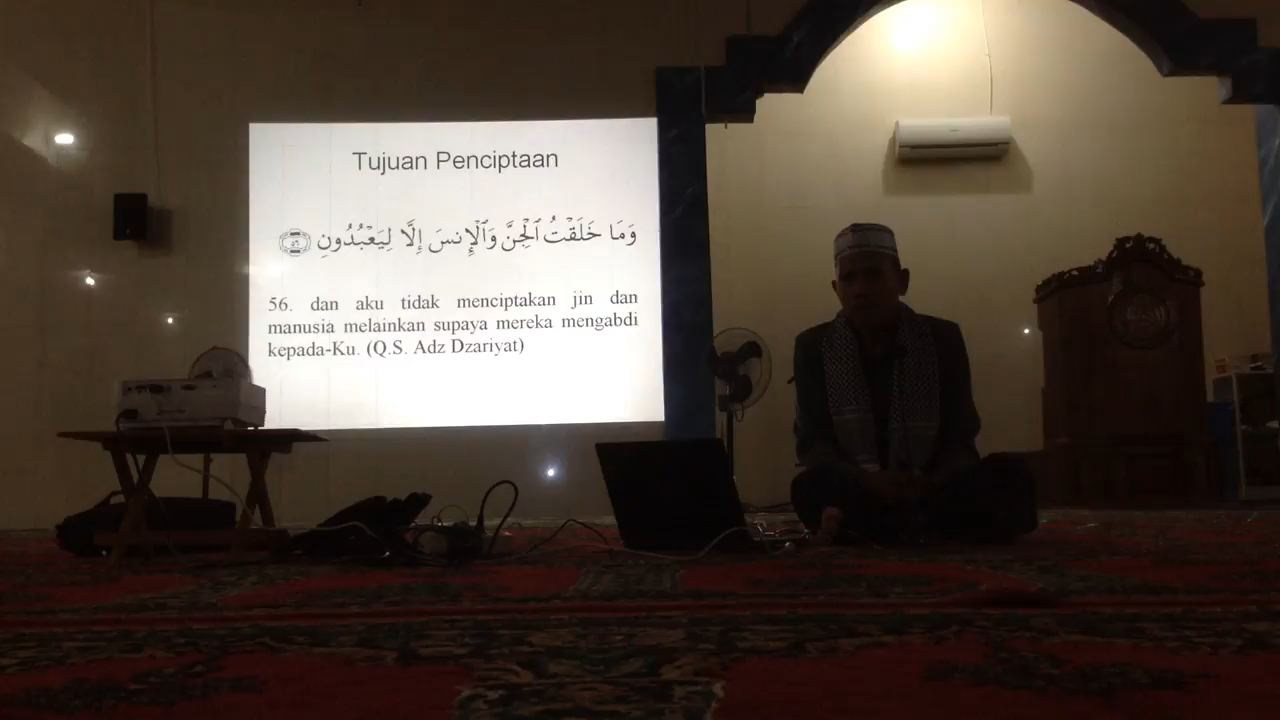 Tujuan Penciptaan
وَمَا خَلَقْتُ ٱلْجِنَّ وَٱلْإِنسَ إِلَّا لِيَعْبُدُونِ ٥٦
56. dan aku tidak menciptakan jin dan
manusia melainkan supaya mereka mengabdi
kepada-Ku. (Q.S. Adz Dzariyat)